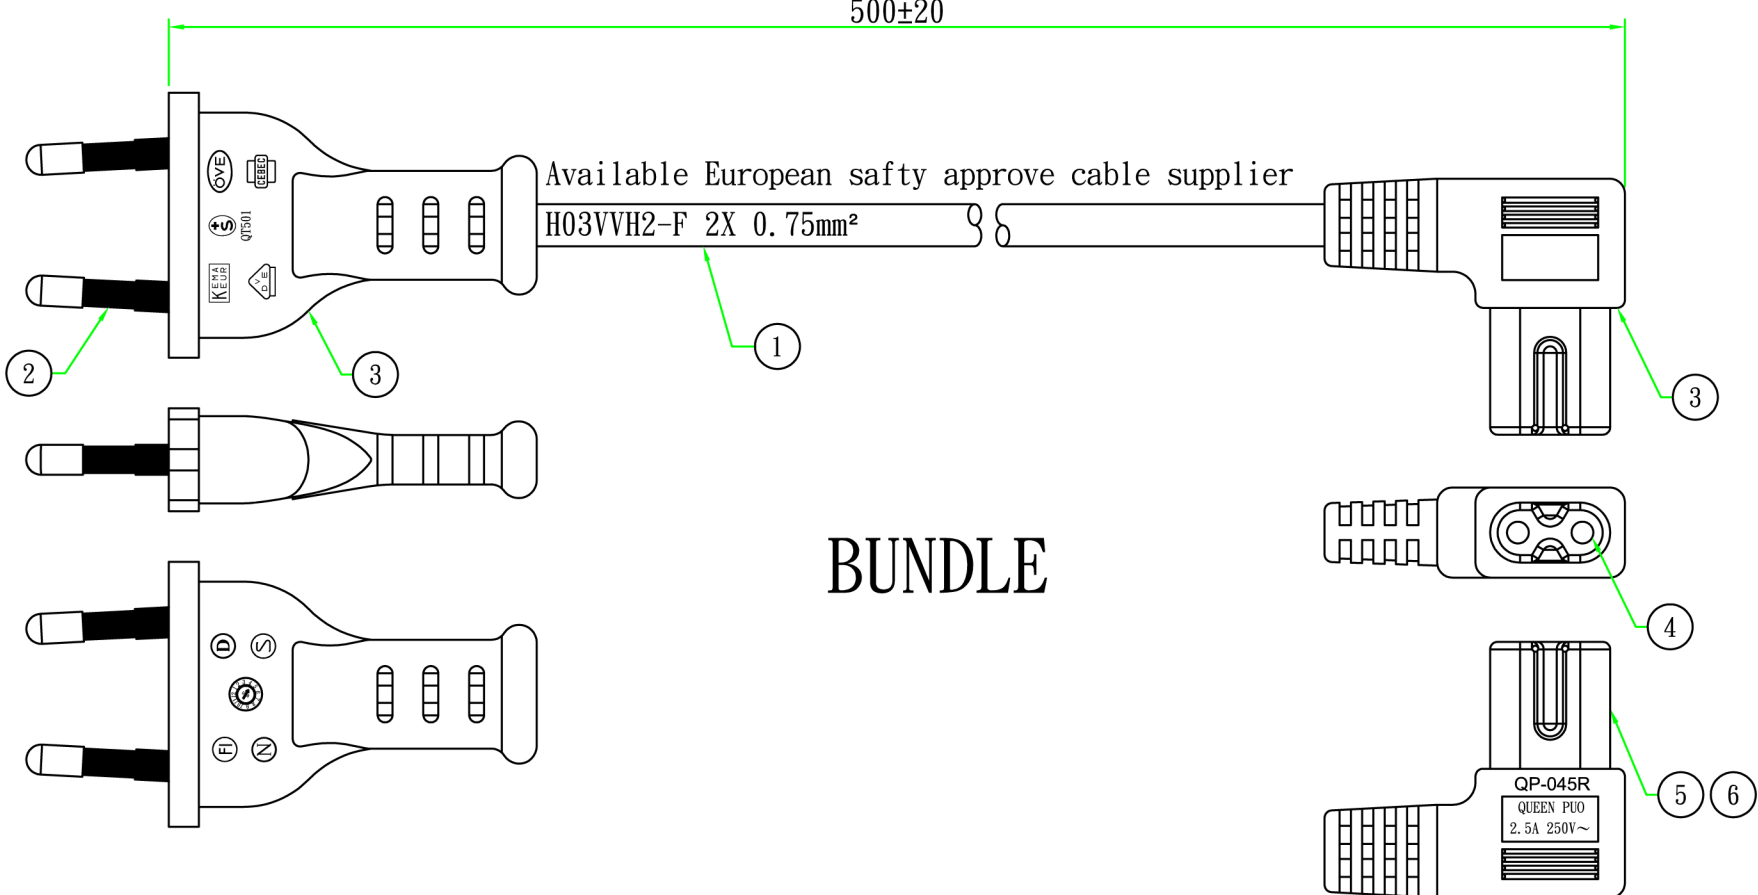 500±20
ÖVE
CEBEC
Available European safty approve cable supplier
H03VVH2-F 2X 0.75mm²
+S
QT501
KEMA
KEUR
DVE
1
2
3
3
BUNDLE
4
D
S
FI
N
QP-045R
QUEEN PUO
2.5A 250V~
5
6